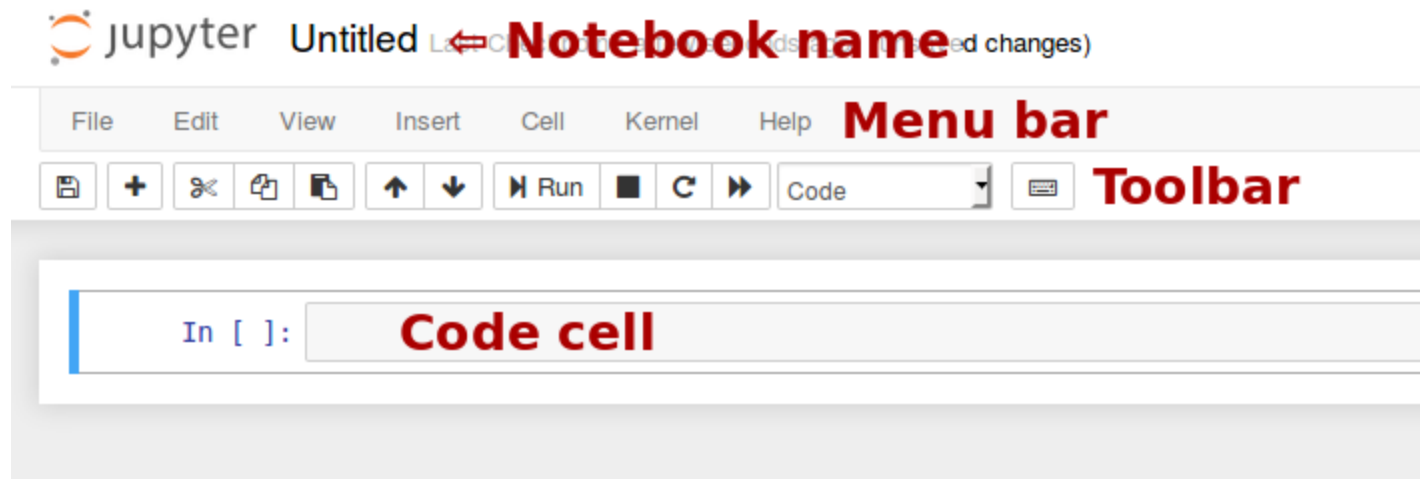 jupyter Untitled ⇐ Notebook name d changes)
File Edit View Insert Cell Kernel Help Menu bar
Run Code Toolbar
In [ ]: Code cell